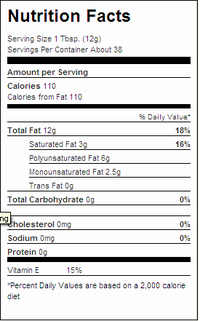 Nutrition Facts
Serving Size 1 Tbsp. (12g)
Servings Per Container About 38
Amount per Serving
Calories 110
Calories from Fat 110
% Daily Value*
Total Fat 12g 18%
Saturated Fat 3g 16%
Polyunsaturated Fat 6g
Monounsaturated Fat 2.5g
Trans Fat 0g
Total Carbohydrate 0g 0%
ng
Cholesterol 0mg 0%
Sodium 0mg 0%
Protein 0g
Vitamin E 15%
*Percent Daily Values are based on a 2,000 calorie
diet